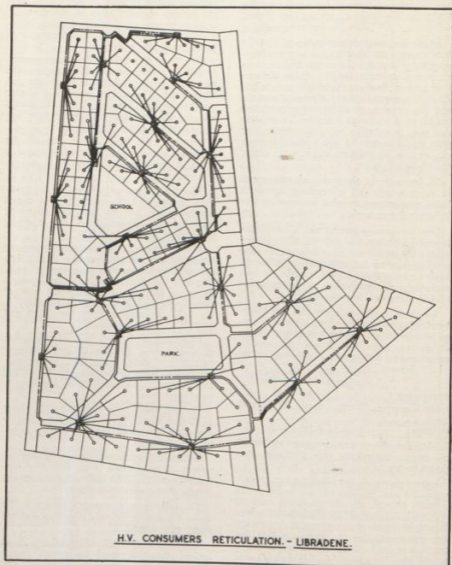 SCHOOL
PARK.
H.V. CONSUMERS RETICULATION. - LIBRADENE.